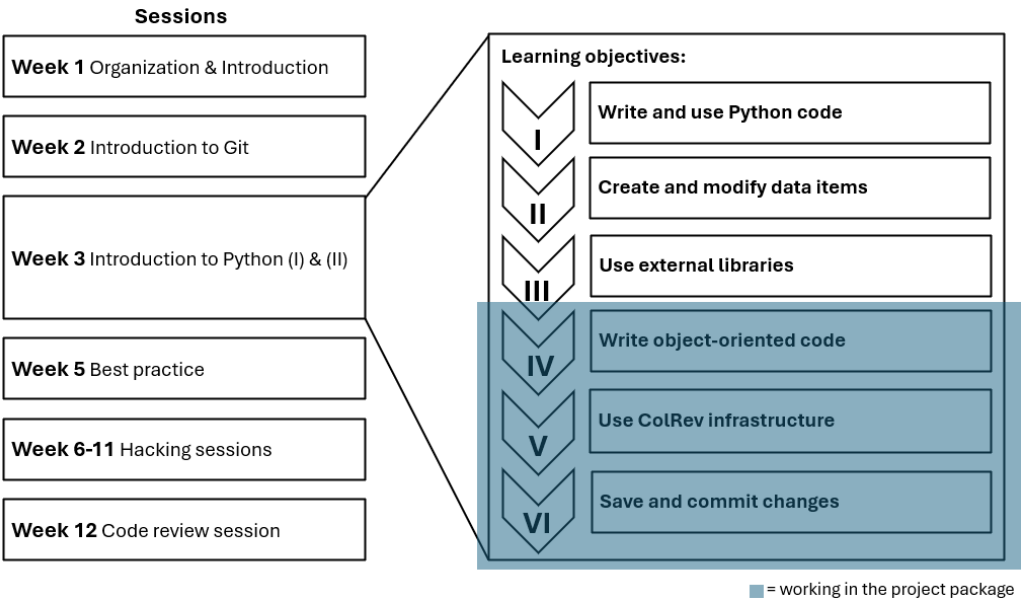 Sessions
Week 1 Organization & Introduction
Week 2 Introduction to Git
Week 3 Introduction to Python (I) & (II)
Week 5 Best practice
Week 6-11 Hacking sessions
Week 12 Code review session
Learning objectives:
I Write and use Python code
II Create and modify data items
III Use external libraries
IV Write object-oriented code
V Use ColRev infrastructure
VI Save and commit changes
= working in the project package